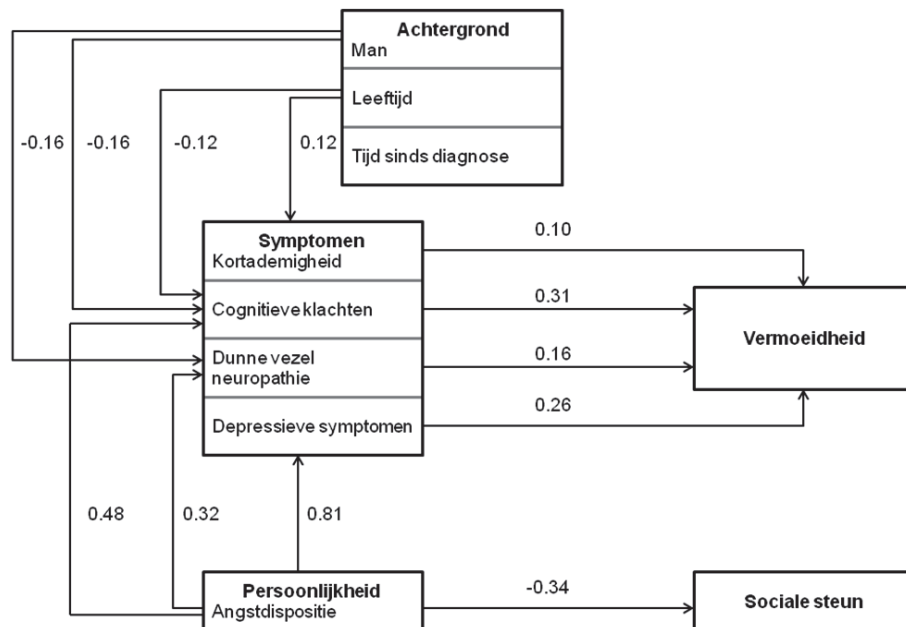 Achtergrond
Man
Leeftijd
Tijd sinds diagnose
-0.16
-0.16
-0.12
0.12
Symptomen
Kortademigheid
Cognitieve klachten
Dunne vezel
neuropathie
Depressieve symptomen
0.10
0.31
0.16
0.26
Vermoeidheid
0.48
0.32
0.81
Persoonlijkheid
Angstdispositie
-0.34
Sociale steun